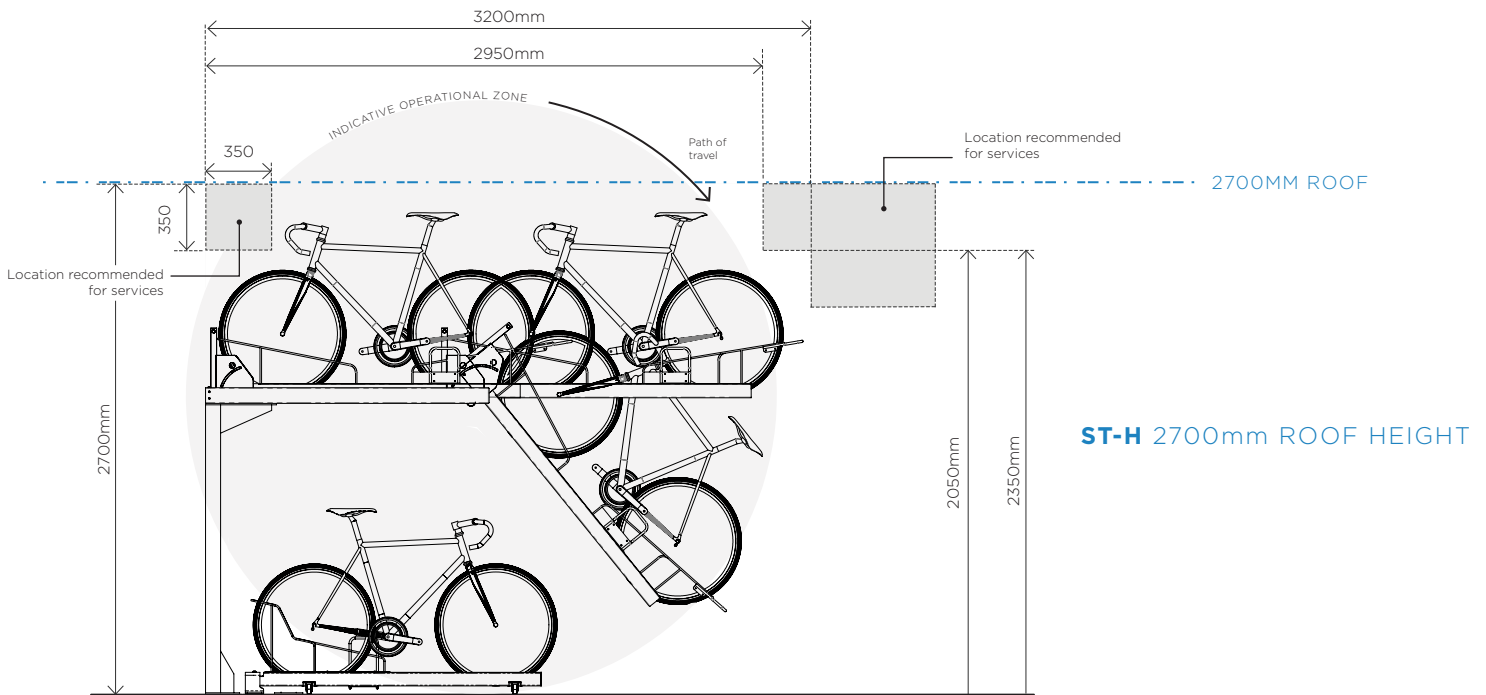 3200mm
2950mm
INDICATIVE OPERATIONAL ZONE
350
Path of
travel
Location recommended
for services
2700MM ROOF
350
Location recommended
for services
2700mm
2050mm
2350mm
ST-H 2700mm ROOF HEIGHT